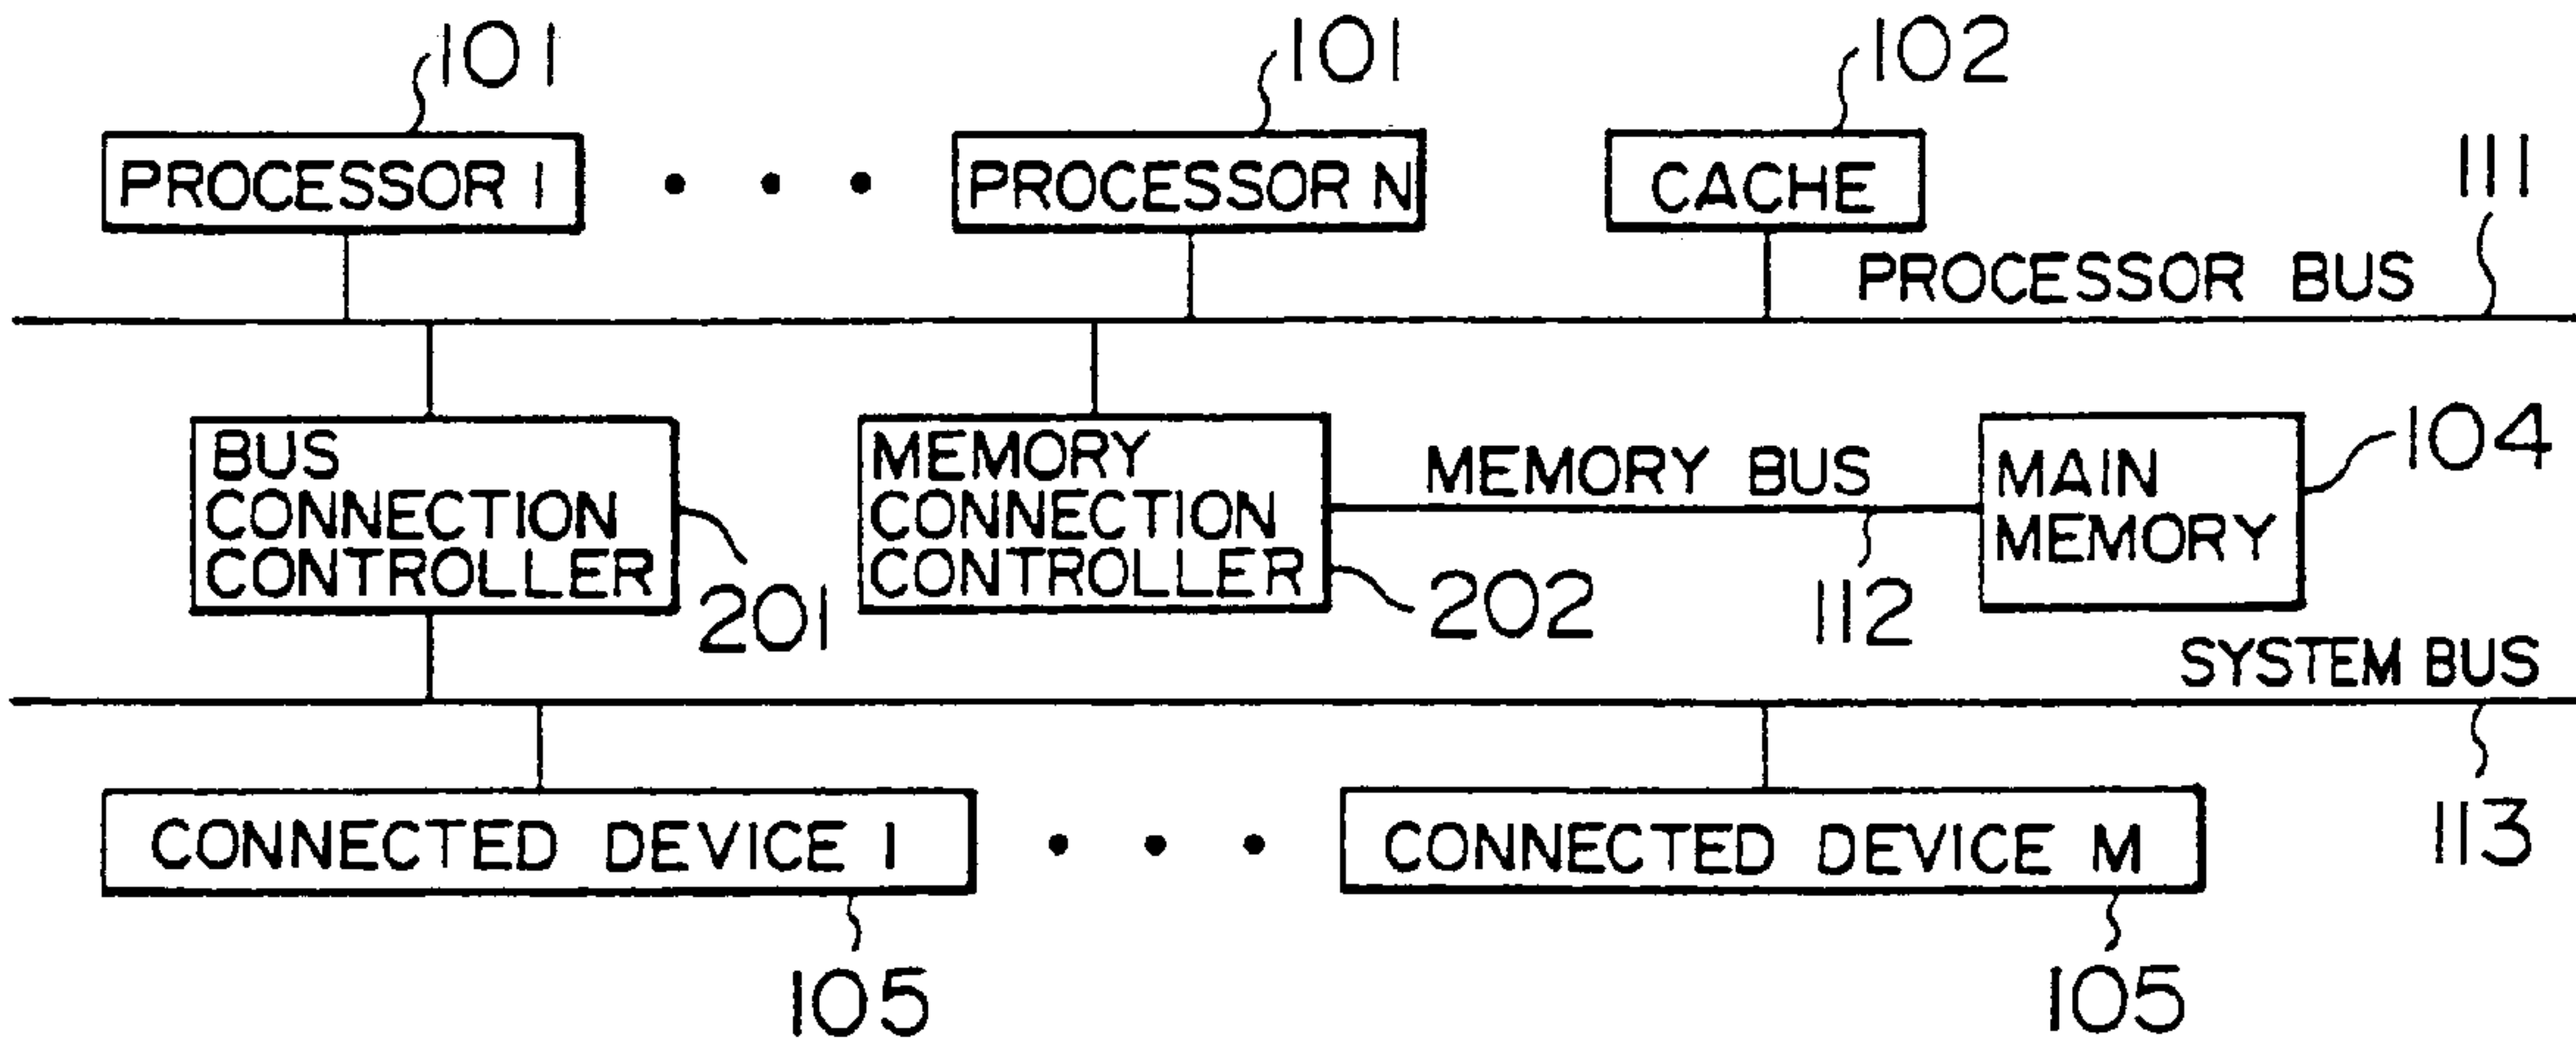 101
101
102
PROCESSOR 1
• • •
PROCESSOR N
CACHE
111
PROCESSOR BUS
BUS
CONNECTION
CONTROLLER
201
MEMORY
CONNECTION
CONTROLLER
202
MEMORY BUS
112
MAIN
MEMORY
104
SYSTEM BUS
113
CONNECTED DEVICE 1
• • •
CONNECTED DEVICE M
105
105